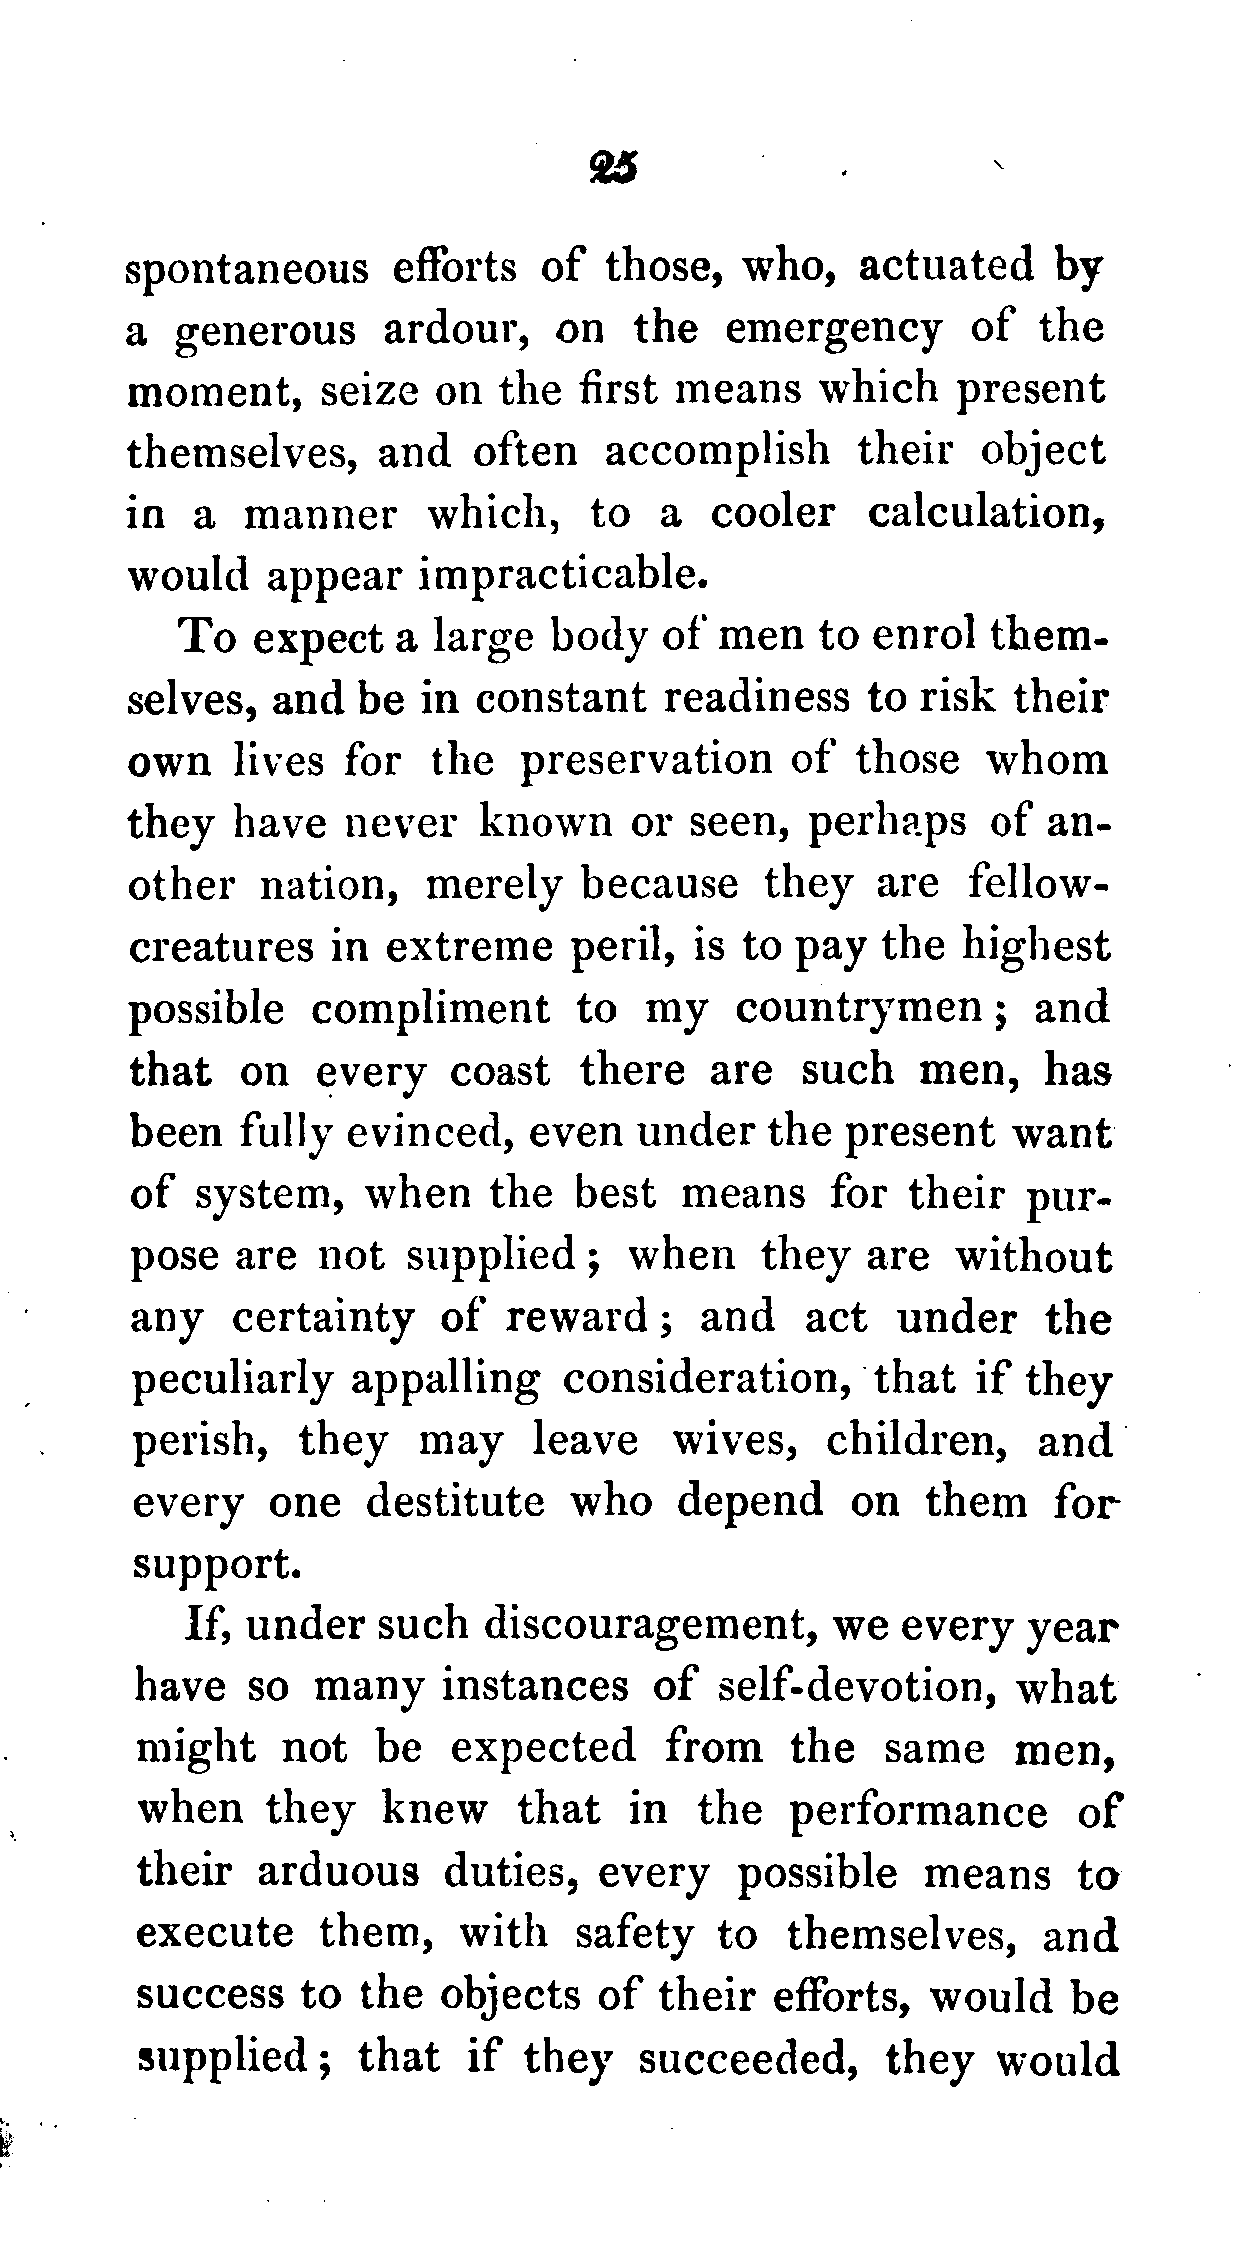 25
spontaneous efforts of those, who, actuated by
a generous ardour, on the emergency of the
moment, seize on the first means which present
themselves, and often accomplish their object
in a manner which, to a cooler calculation,
would appear impracticable.
To expect a large body of men to enrol them-
selves, and be in constant readiness to risk their
own lives for the preservation of those whom
they have never known or seen, perhaps of an-
other nation, merely because they are fellow-
creatures in extreme peril, is to pay the highest
possible compliment to my countrymen ; and
that on every coast there are such men, has
been fully evinced, even under the present want
of system, when the best means for their pur-
pose are not supplied ; when they are without
any certainty of reward ; and act under the
peculiarly appalling consideration, that if they
perish, they may leave wives, children, and
every one destitute who depend on them for
support.
If, under such discouragement, we every year
have so many instances of self-devotion, what
might not be expected from the same men,
when they knew that in the performance of
their arduous duties, every possible means to
execute them, with safety to themselves, and
success to the objects of their efforts, would be
supplied ; that if they succeeded, they would